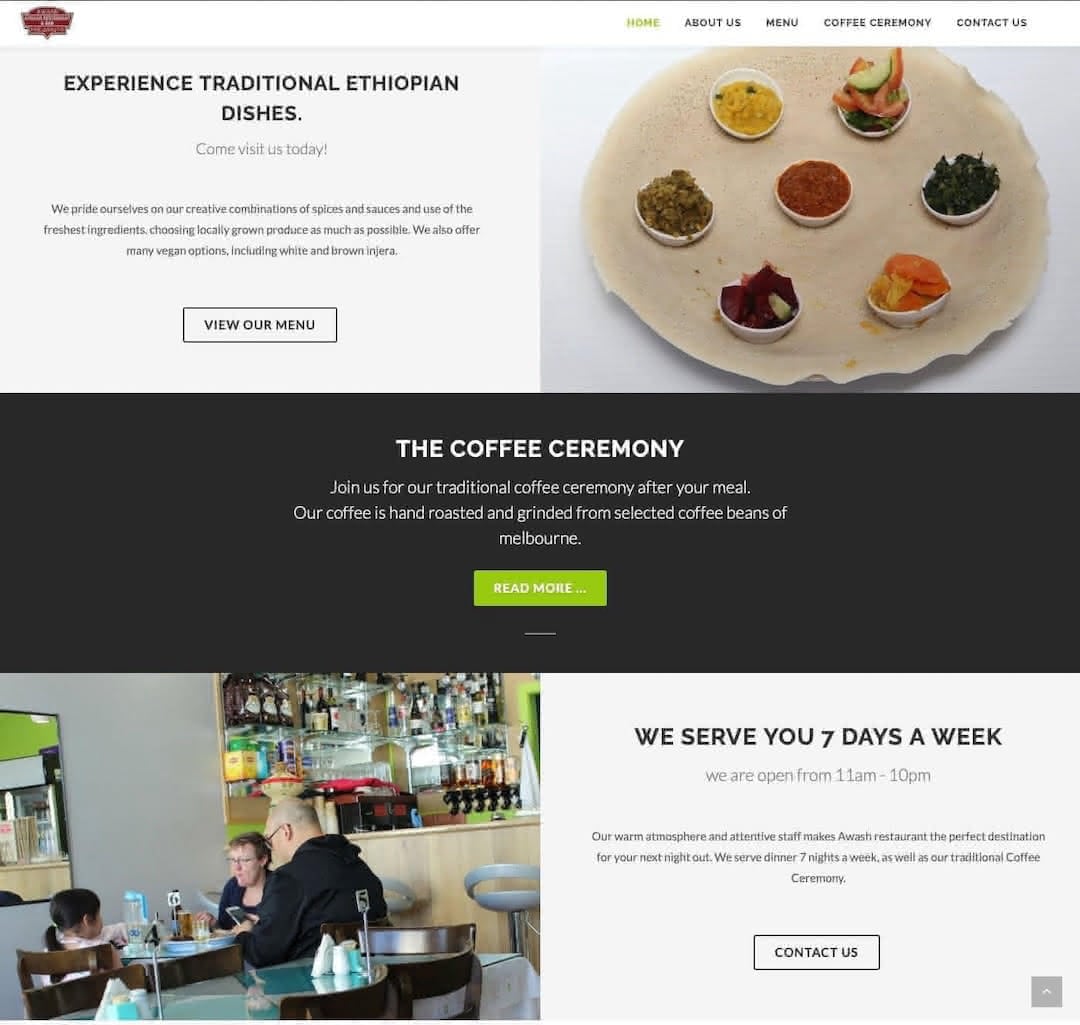 AWASH
& BAR
HOME
ABOUT US
MENU
COFFEE CEREMONY
CONTACT US
EXPERIENCE TRADITIONAL ETHIOPIAN
DISHES.
Come visit us today!
We pride ourselves on our creative combinations of spices and sauces and use of the
freshest ingredients, choosing locally grown produce as much as possible. We also offer
many vegan options, including white and brown injera.
VIEW OUR MENU
THE COFFEE CEREMONY
Join us for our traditional coffee ceremony after your meal.
Our coffee is hand roasted and grinded from selected coffee beans of
melbourne.
READ MORE ...
WE SERVE YOU 7 DAYS A WEEK
we are open from 11am - 10pm
Our warm atmosphere and attentive staff makes Awash restaurant the perfect destination
for your next night out. We serve dinner 7 nights a week, as well as our traditional Coffee
Ceremony.
CONTACT US